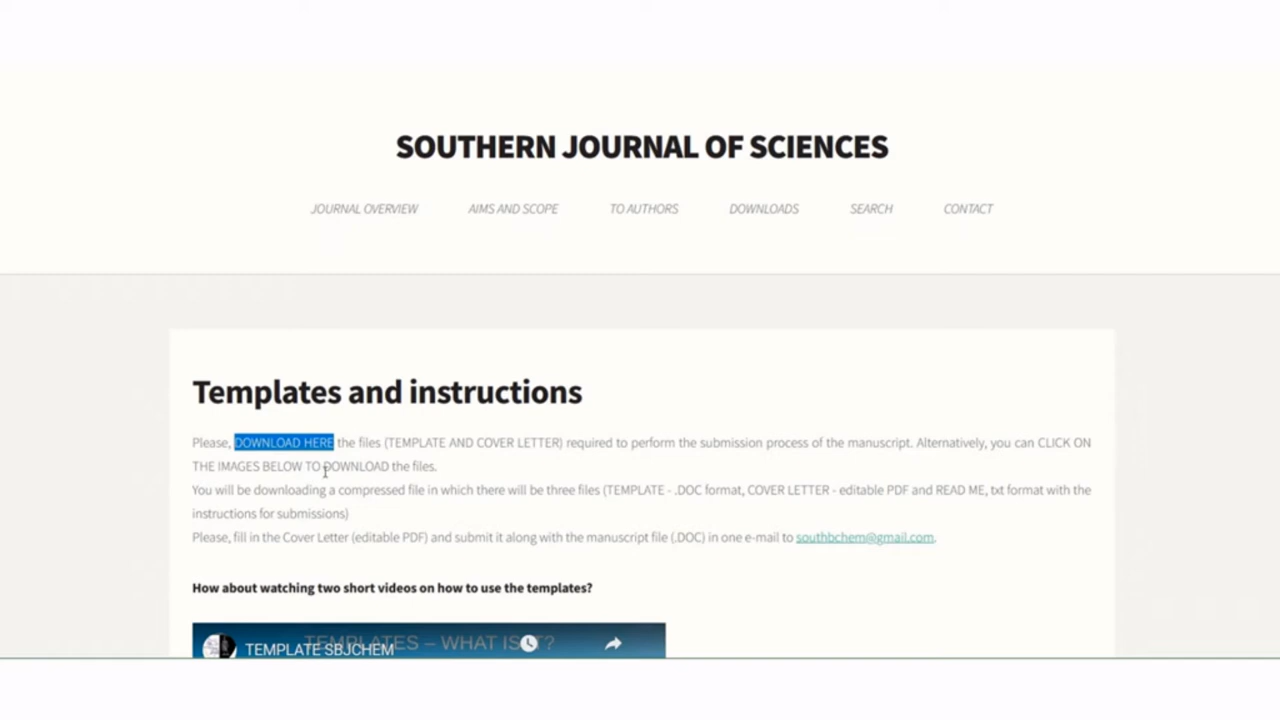 SOUTHERN JOURNAL OF SCIENCES
JOURNAL OVERVIEW AIMS AND SCOPE TO AUTHORS DOWNLOADS SEARCH CONTACT
Templates and instructions
Please, DOWNLOAD HERE the files (TEMPLATE AND COVER LETTER) required to perform the submission process of the manuscript. Alternatively, you can CLICK ON
THE IMAGES BELOW TO DOWNLOAD the files.
You will be downloading a compressed file in which there will be three files (TEMPLATE - .DOC format, COVER LETTER - editable PDF and READ ME, txt format with the
instructions for submissions)
Please, fill in the Cover Letter (editable PDF) and submit it along with the manuscript file (.DOC) in one e-mail to southbchem@gmail.com.
How about watching two short videos on how to use the templates?
TEMPLATES – WHAT IS IT?
TEMPLATE SBJCHEM